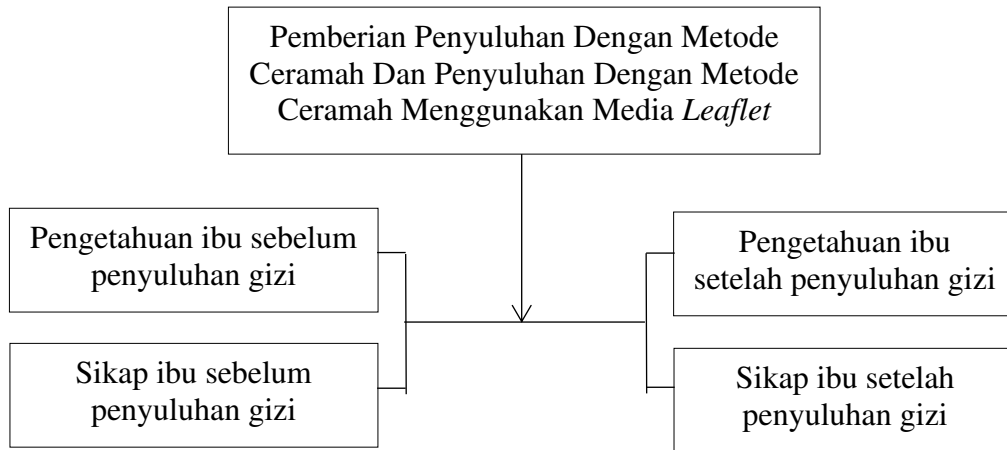 Pemberian Penyuluhan Dengan Metode
Ceramah Dan Penyuluhan Dengan Metode
Ceramah Menggunakan Media Leaflet
Pengetahuan ibu sebelum
penyuluhan gizi
Pengetahuan ibu
setelah penyuluhan gizi
Sikap ibu sebelum
penyuluhan gizi
Sikap ibu setelah
penyuluhan gizi